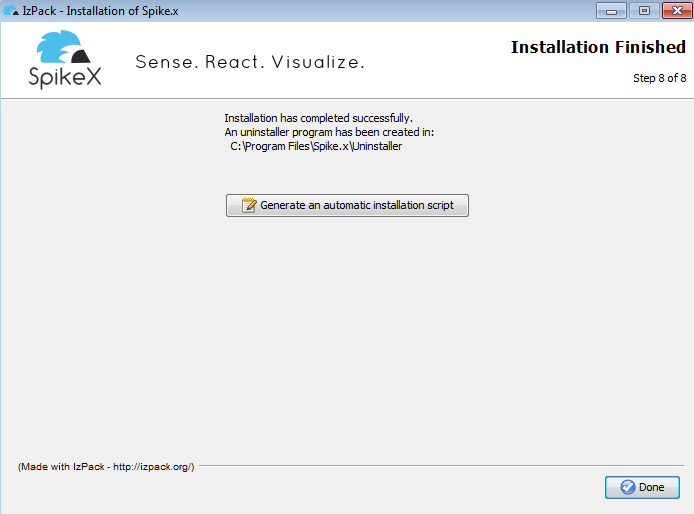 IzPack - Installation of Spike.x
SpikeX
Sense. React. Visualize.
Installation Finished
Step 8 of 8
Installation has completed successfully.
An uninstaller program has been created in:
C:\Program Files\Spike.x\Uninstaller
Generate an automatic installation script
(Made with IzPack - http://izpack.org/)
Done